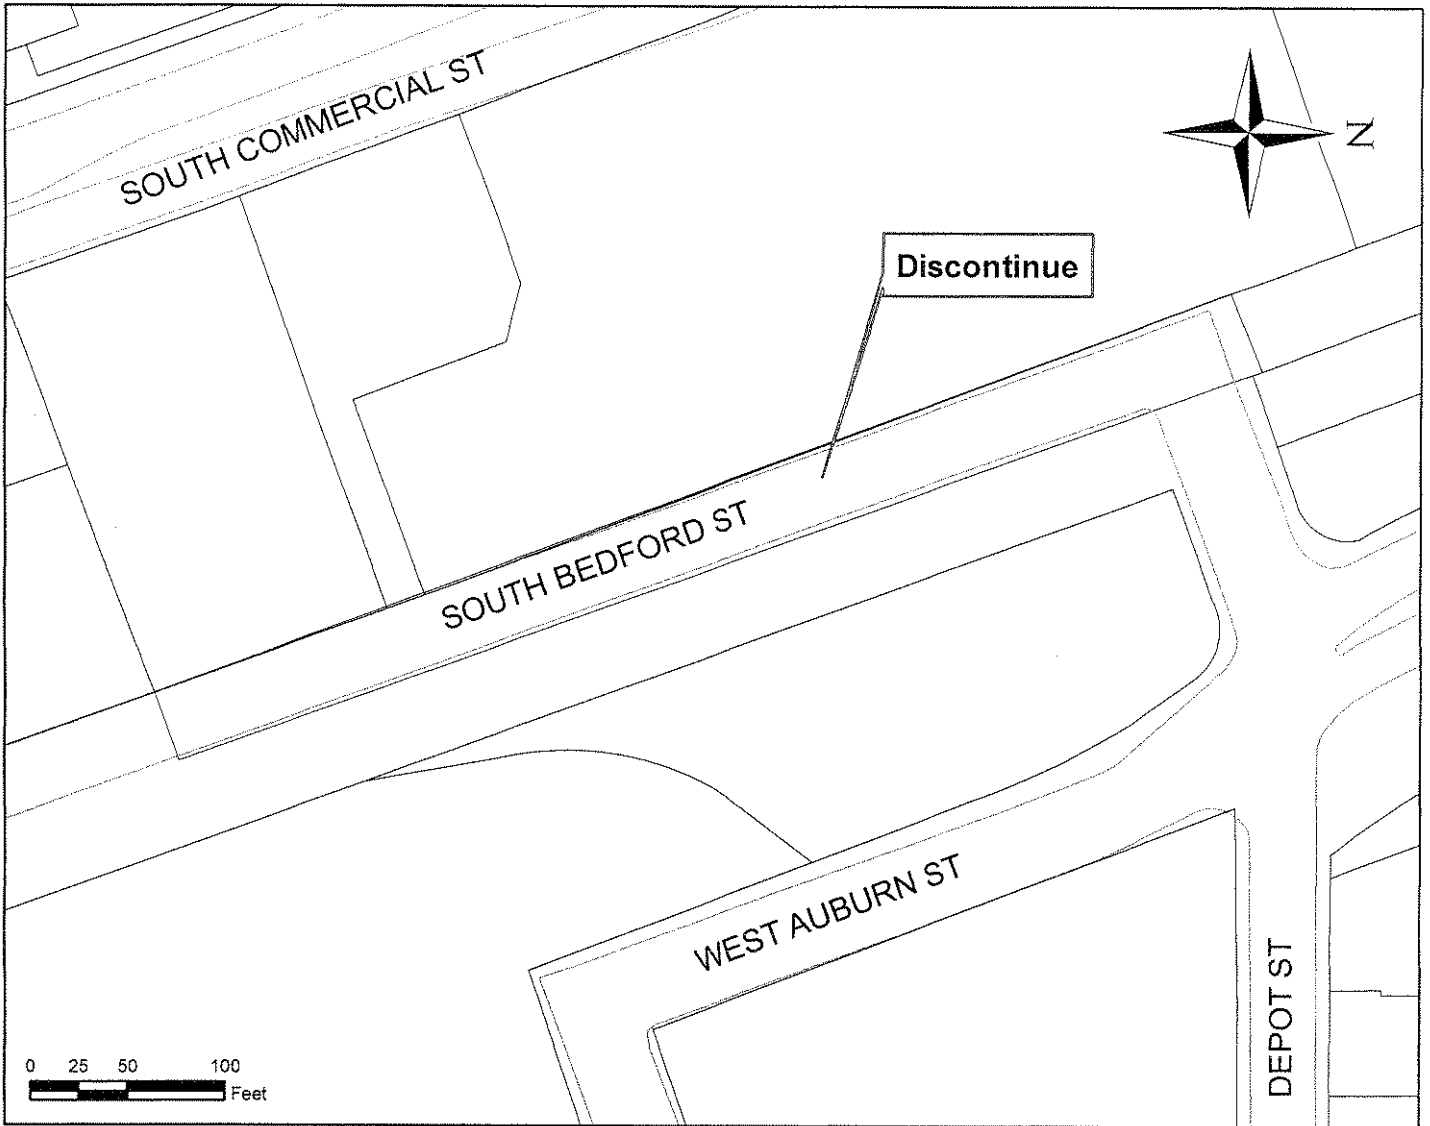 SOUTH COMMERCIAL ST
N
Discontinue
SOUTH BEDFORD ST
WEST AUBURN ST
DEPOT ST
0 25 50 100
Feet